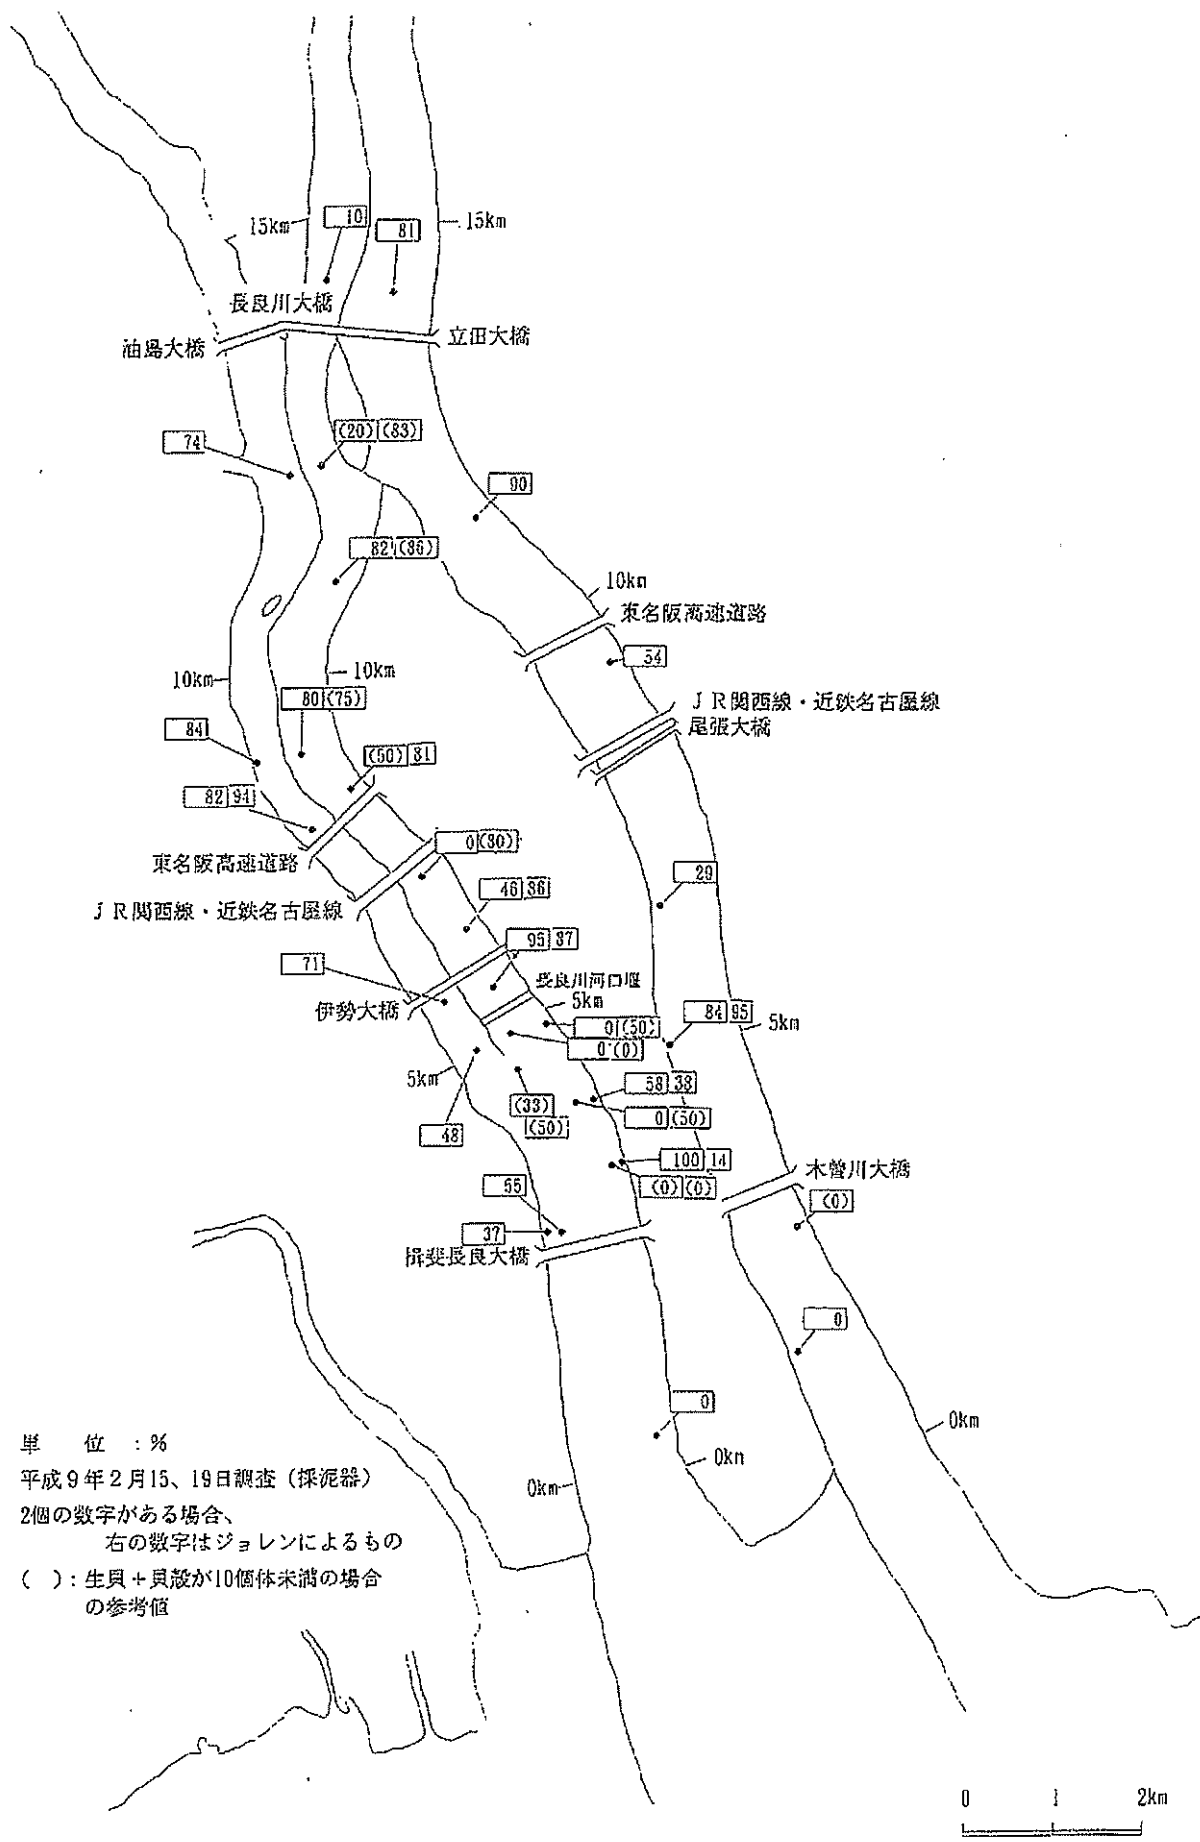 15km
10
81
15km
長良川大橋
油島大橋
立田大橋
74
(20) (83)
90
82 (86)
10km
東名阪高速道路
54
10km
10km
80 (75)
JR関西線・近鉄名古屋線
尾張大橋
84
(50) 81
82 94
0 (80)
東名阪高速道路
29
46 36
JR関西線・近鉄名古屋線
95 37
71
長良川河口堰
伊勢大橋
5km
84 95
5km
0 (50)
0 (0)
5km
58 38
(33)
0 (50)
(50)
48
100 14
木曽川大橋
(0) (0)
55
(0)
37
揖斐長良大橋
0
0
0km
0km
0km
単 位 : %
平成9年2月15、19日調査 (採泥器)
2個の数字がある場合、
右の数字はジョレンによるもの
( ) : 生貝+貝殻が10個体未満の場合
の参考値
0 1 2km